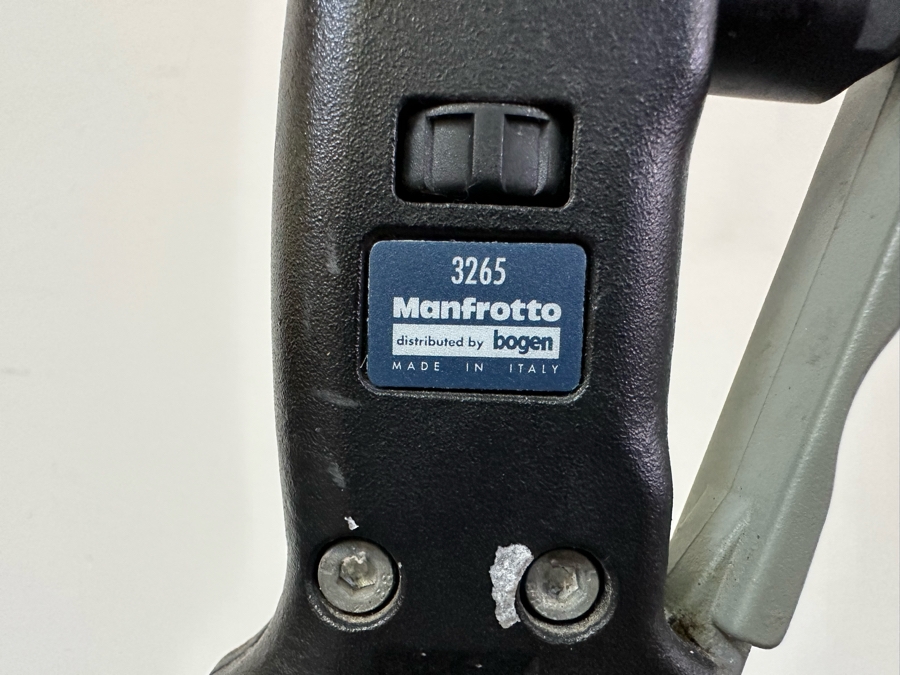 3265
Manfrotto
distributed by bogen
MADE IN ITALY